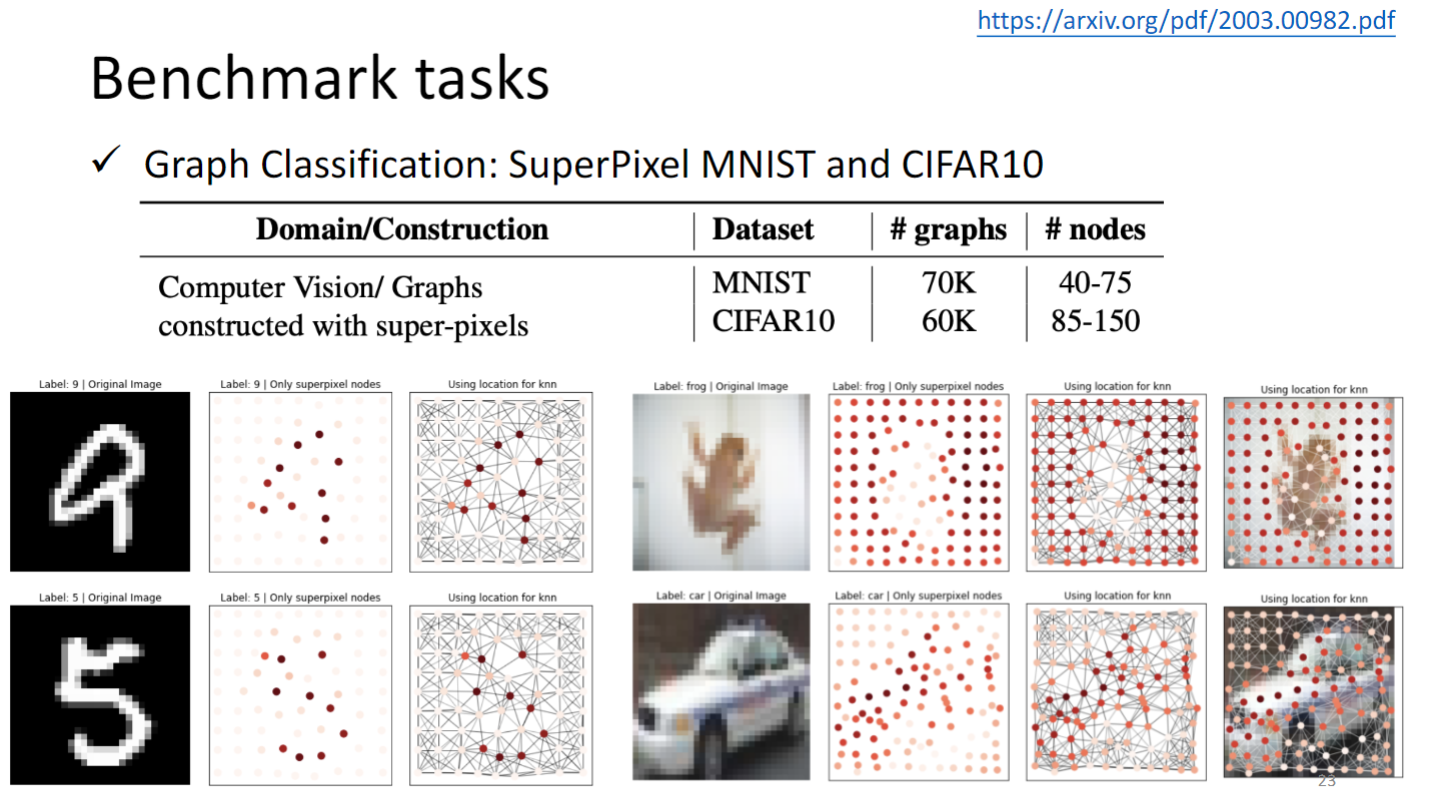 https://arxiv.org/pdf/2003.00982.pdf
Benchmark tasks
✓ Graph Classification: SuperPixel MNIST and CIFAR10
Domain/Construction Dataset # graphs # nodes
Computer Vision/ Graphs constructed with super-pixels
MNIST 70K 40-75
CIFAR10 60K 85-150
Label: 9 | Original Image
Label: 9 | Only superpixel nodes
Using location for knn
Label: frog | Original Image
Label: frog | Only superpixel nodes
Using location for knn
Using location for knn
Label: 5 | Original Image
Label: 5 | Only superpixel nodes
Using location for knn
Label: car | Original Image
Label: car | Only superpixel nodes
Using location for knn
Using location for knn
23